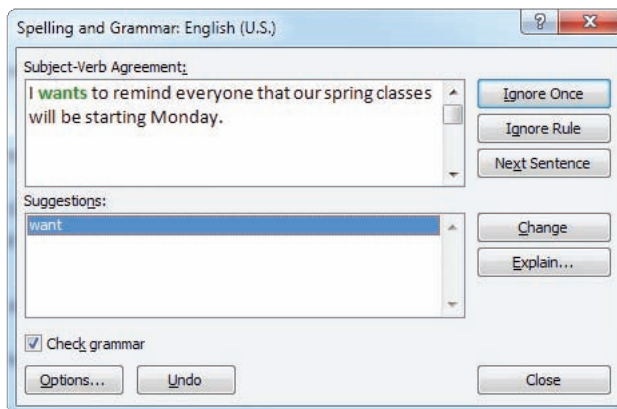 Spelling and Grammar: English (U.S.)
Subject-Verb Agreement:
I wants to remind everyone that our spring classes
will be starting Monday.
Ignore Once
Ignore Rule
Next Sentence
Suggestions:
want
Change
Explain...
Check grammar
Options...
Undo
Close